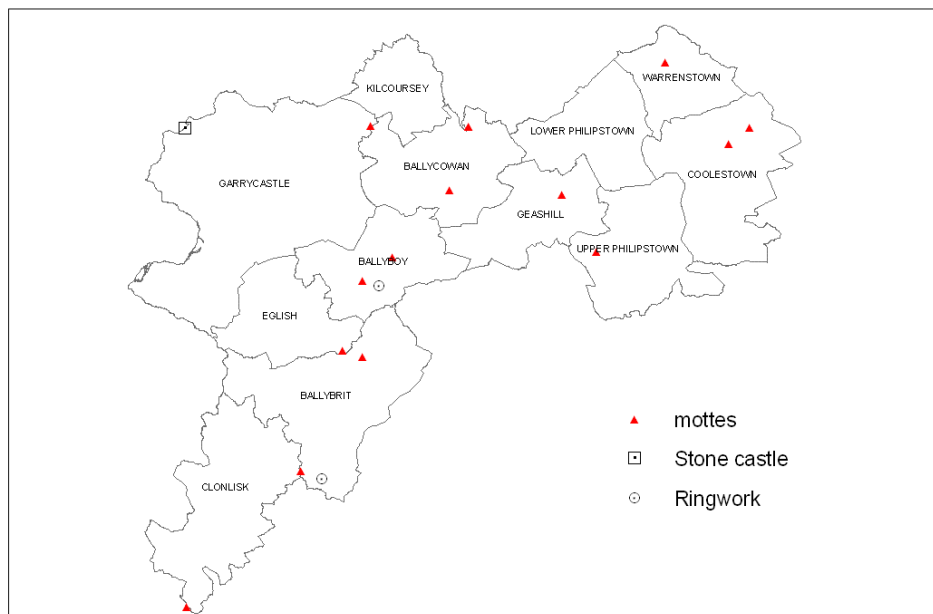 WARRENSTOWN
KILCOURSEY
LOWER PHILIPSTOWN
BALLYCOWAN
COOLESTOWN
GARRYCASTLE
GEASHILL
UPPER PHILIPSTOWN
BALLYBOY
EGLISH
BALLYBRIT
CLONLISK
mottes
Stone castle
Ringwork